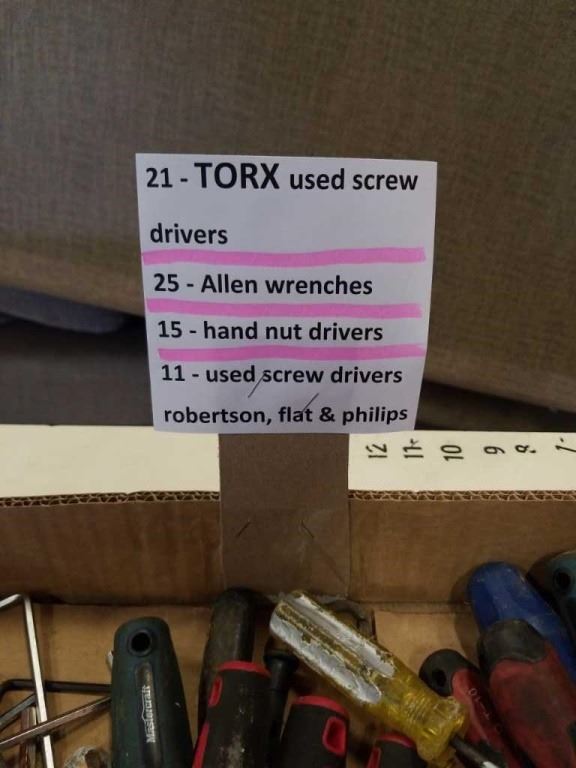 21 - TORX used screw
drivers
25 - Allen wrenches
15 - hand nut drivers
11 - used screw drivers
robertson, flat & philips
12 11 10 9 8
Mastercraft